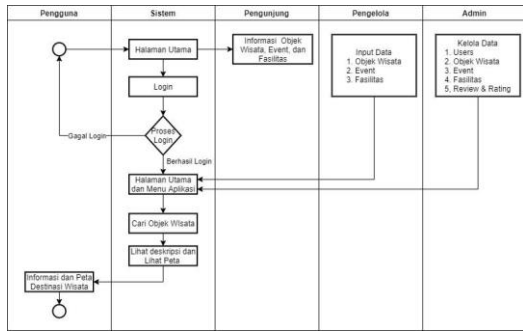 Pengguna
Sistem
Pengunjung
Pengelola
Admin
Halaman Utama
Informasi Objek
Wisata, Event, dan
Fasilitas
Input Data
1. Objek Wisata
2. Event
3. Fasilitas
Kelola Data
1. Users
2. Objek Wisata
3. Event
4. Fasilitas
5, Review & Rating
Login
Gagal Login
Proses
Login
Berhasil Login
Halaman Utama
dan Menu Aplikasi
Cari Objek Wisata
Lihat deskripsi dan
Lihat Peta
Informasi dan Peta
Destinasi Wisata